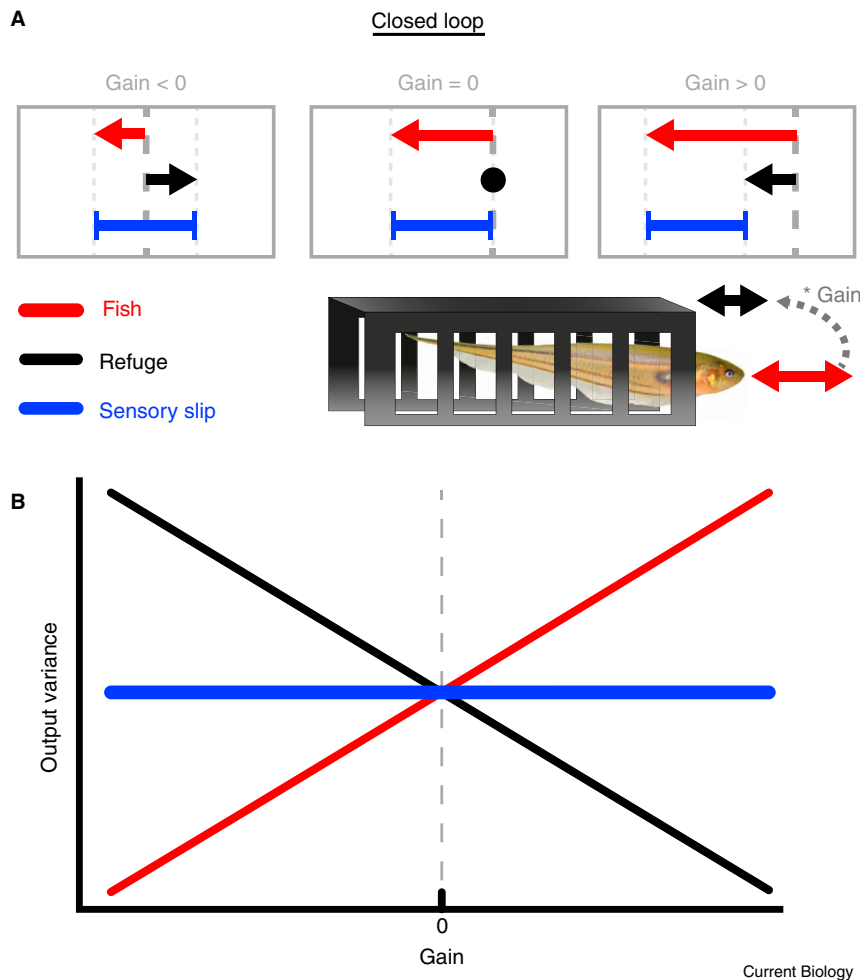 A
Closed loop
Gain < 0
Gain = 0
Gain > 0
Fish
Refuge
Sensory slip
* Gain
B
Output variance
0
Gain
Current Biology